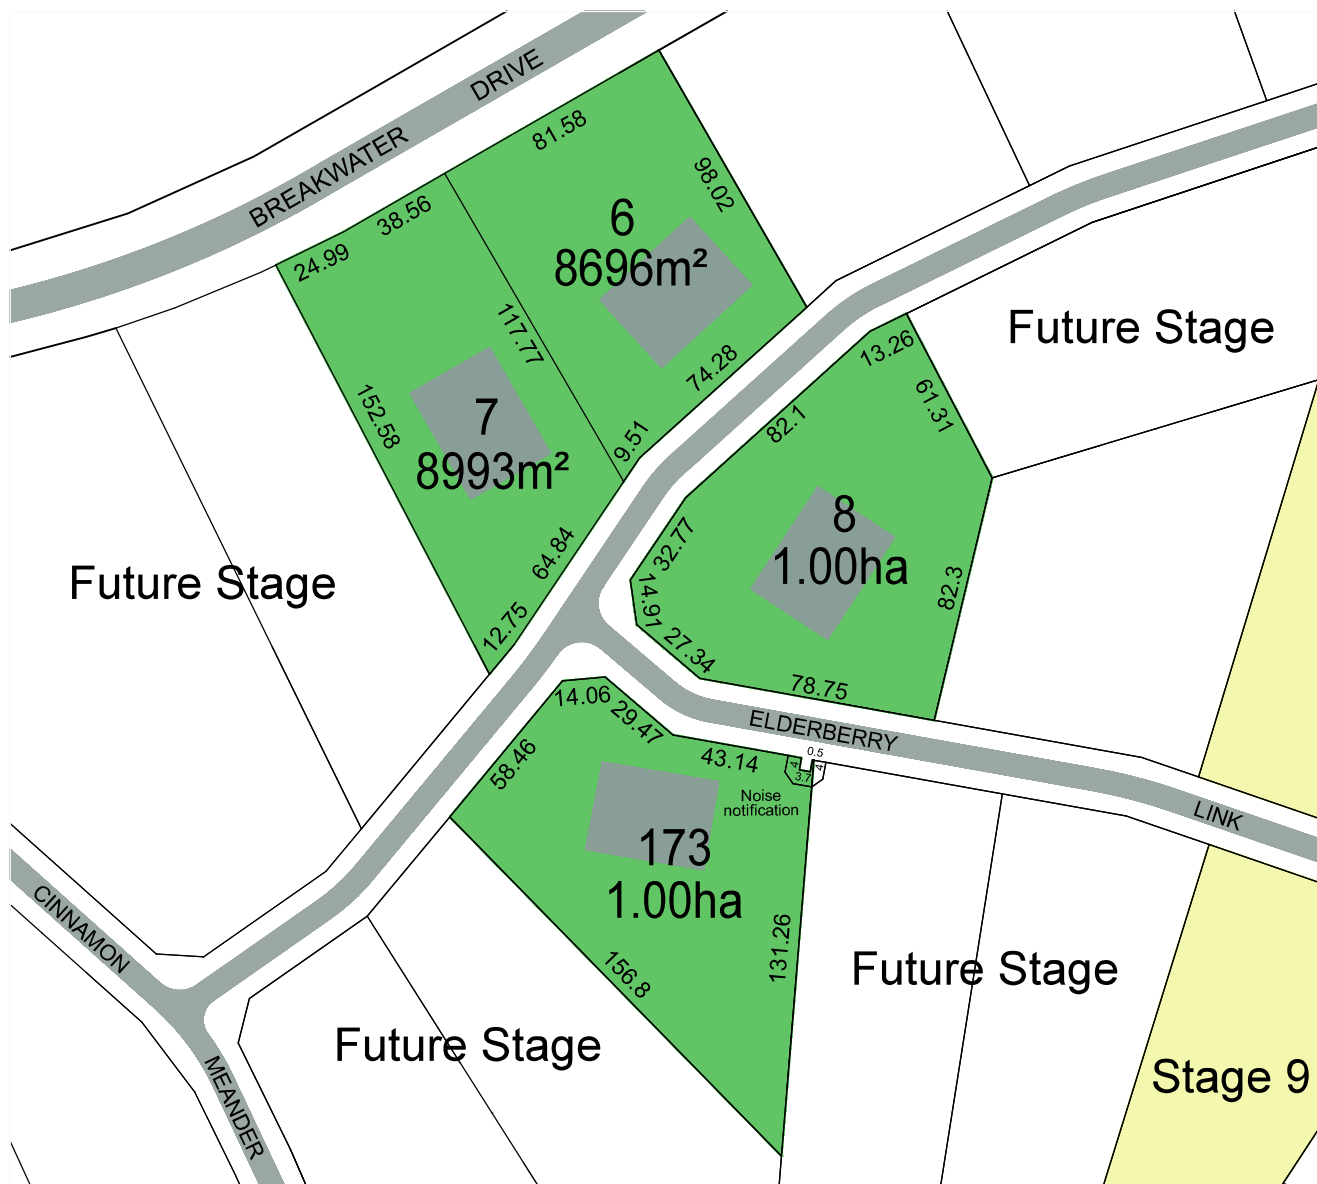 BREAKWATER DRIVE
81.58
98.02
6
8696m²
38.56
24.99
117.77
74.28
9.51
152.58
7
8993m²
64.84
12.75
Future Stage
13.26
61.31
82.1
8
1.00ha
32.77
14.91
27.34
82.3
78.75
Future Stage
ELDERBERRY LINK
14.06
29.47
58.46
43.14
0.5
4
4
3.7
Noise
notification
173
1.00ha
131.26
156.8
CINNAMON
MEANDER
Future Stage
Future Stage
Stage 9